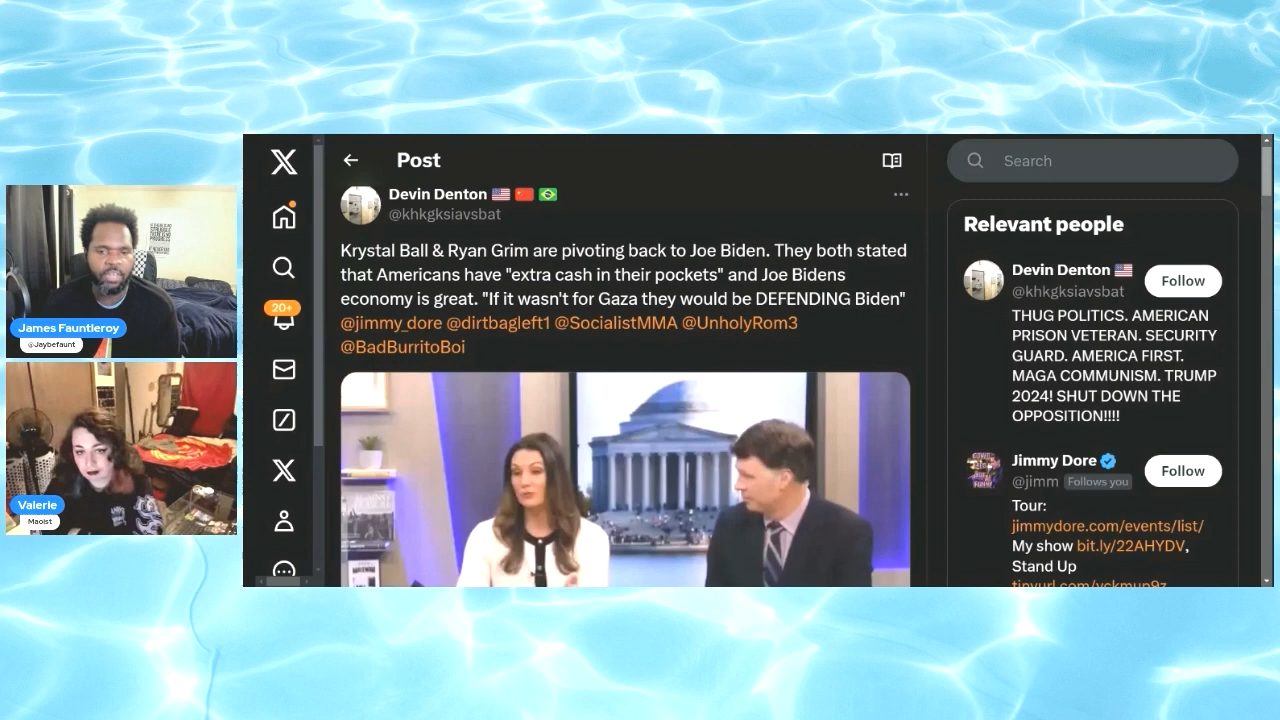 Post
Search
Devin Denton
@khkgksiavsbat
Krystal Ball & Ryan Grim are pivoting back to Joe Biden. They both stated
that Americans have "extra cash in their pockets" and Joe Bidens
economy is great. "If it wasn't for Gaza they would be DEFENDING Biden"
@jimmy_dore @dirtbagleft1 @SocialistMMA @UnholyRom3
@BadBurritoBoi
20+
Relevant people
Devin Denton
@khkgksiavsbat
Follow
THUG POLITICS. AMERICAN
PRISON VETERAN. SECURITY
GUARD. AMERICA FIRST.
MAGA COMMUNISM. TRUMP
2024! SHUT DOWN THE
OPPOSITION!!!!
Jimmy Dore
@jimm Follows you
Follow
Tour:
jimmydore.com/events/list/
My show bit.ly/22AHYDV,
Stand Up
tinyurl.com/yckmup9z
James Fauntleroy
@Jaybefaunt
Valerie
Maoist